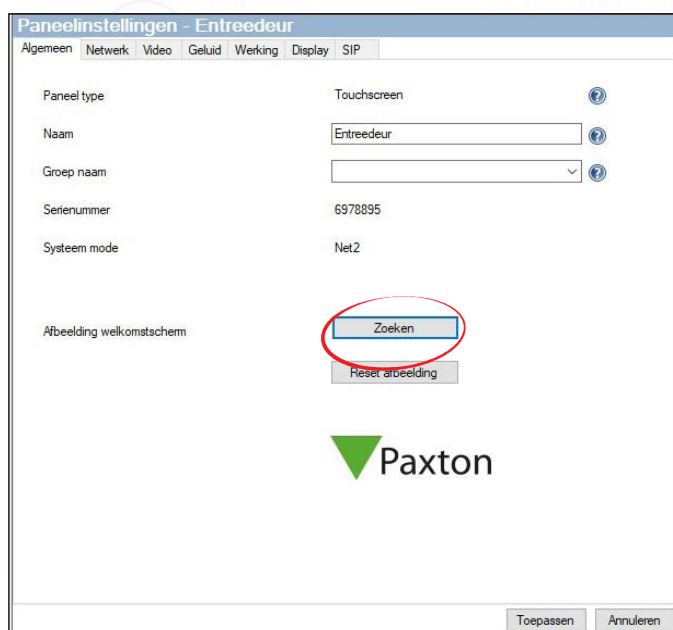 Paneelinstellingen - Entreedeur
Algemeen Netwerk Video Geluid Werking Display SIP
Paneel type Touchscreen ?
Naam Entreedeur ?
Groep naam ?
Serienummer 6978895
Systeem mode Net2
Afbeelding welkomstscherm Zoeken
Reset afbeelding
Paxton
Toepassen Annuleren